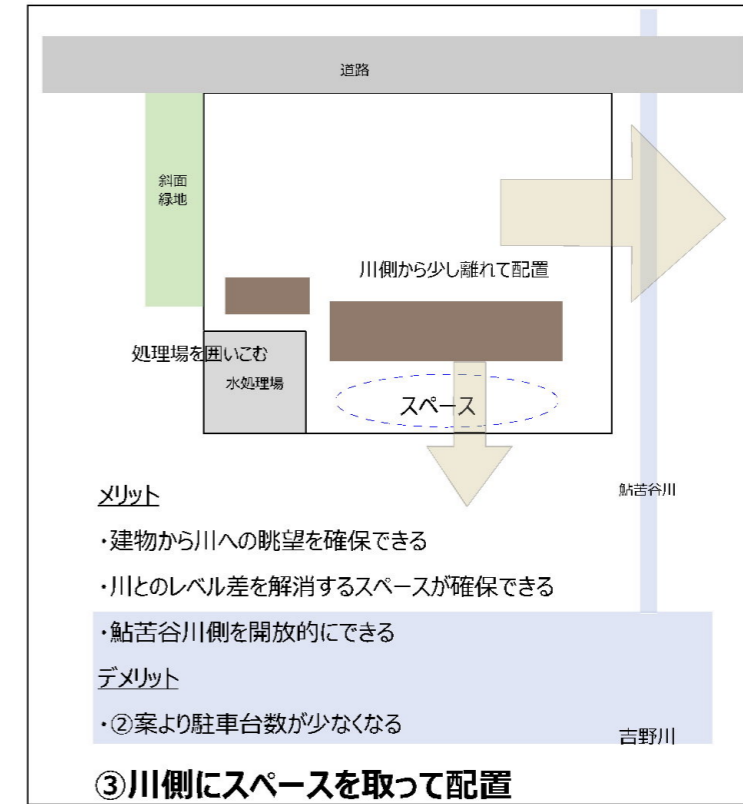 道路
斜面
緑地
川側から少し離れて配置
処理場を囲いこむ
水処理場
スペース
鮎苦谷川
メリット
・建物から川への眺望を確保できる
・川とのレベル差を解消するスペースが確保できる
・鮎苦谷川側を開放的にできる
デメリット
・②案より駐車台数が少なくなる
吉野川
③川側にスペースを取って配置